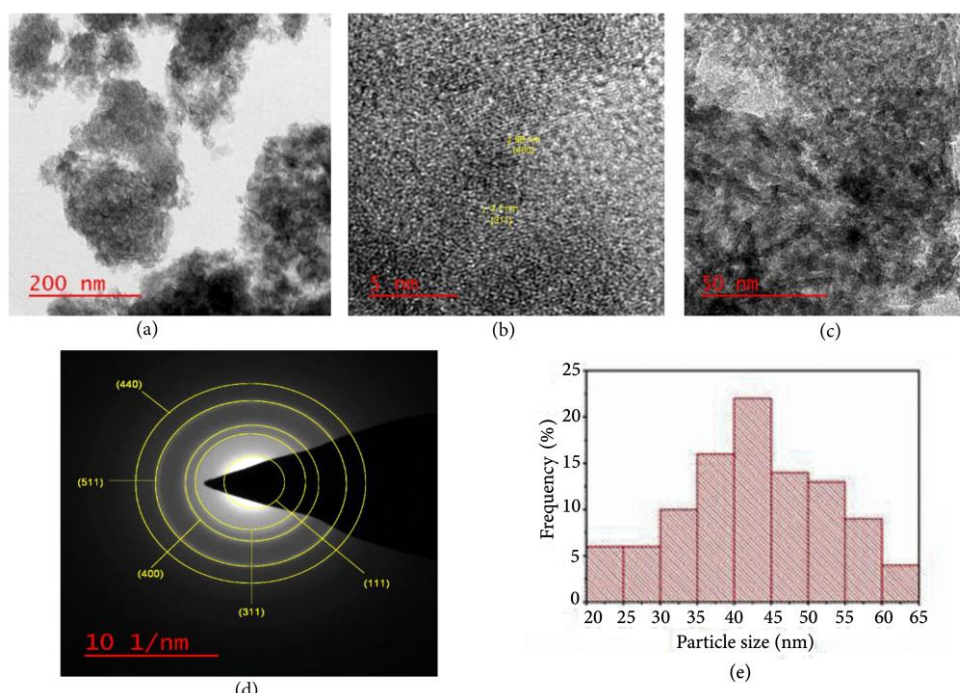 200 nm
(a)
(400)
5 nm
(b)
50 nm
(c)
(440)
(511)
(400)
(311)
(111)
10 1/nm
(d)
Frequency (%)
25
20
15
10
5
0
20 25 30 35 40 45 50 55 60 65
Particle size (nm)
(e)